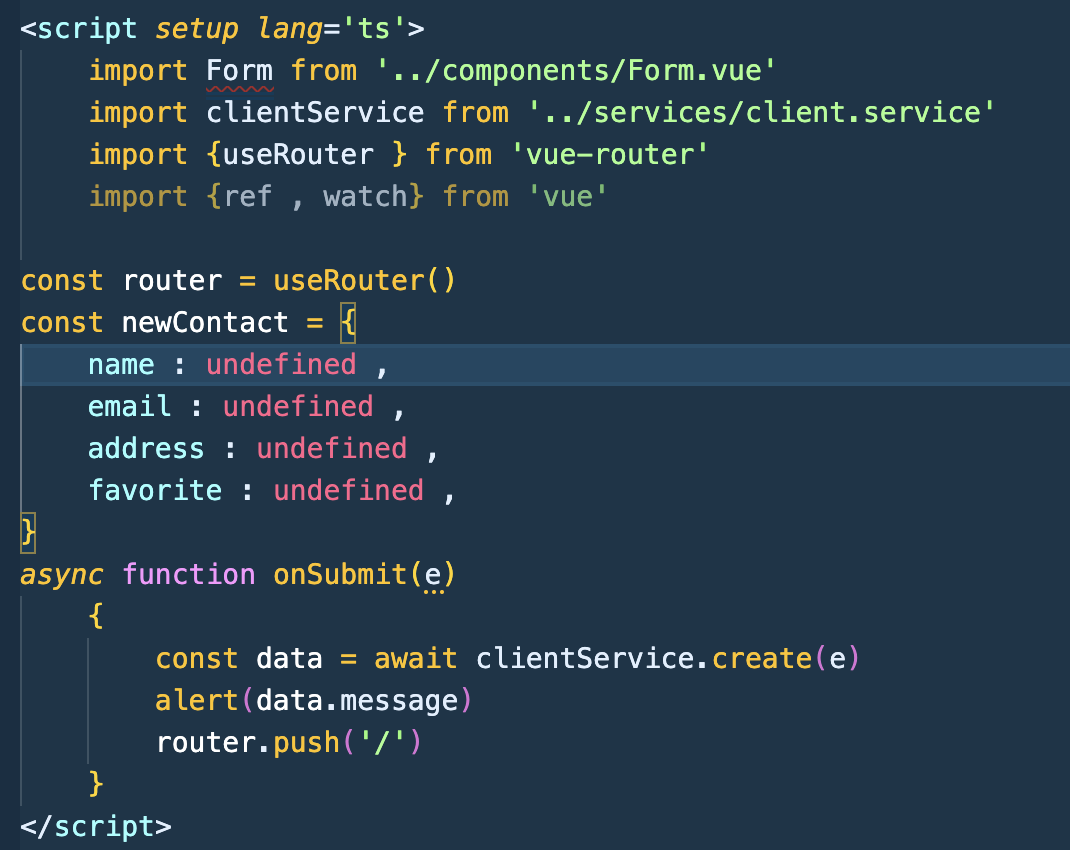 <script setup lang='ts'>
    import Form from '../components/Form.vue'
    import clientService from '../services/client.service'
    import {useRouter } from 'vue-router'
    import {ref , watch} from 'vue'

const router = useRouter()
const newContact = {
    name : undefined ,
    email : undefined ,
    address : undefined ,
    favorite : undefined ,
}
async function onSubmit(e)
    {
        const data = await clientService.create(e)
        alert(data.message)
        router.push('/')
    }
</script>